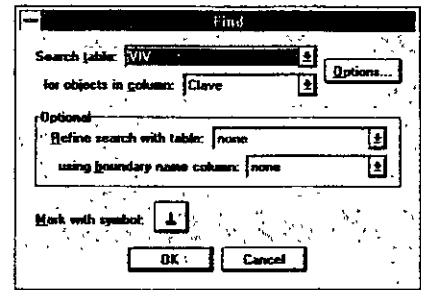 Find
Search table: VIV
Options...
for objects in column: Clave
Optional
Refine search with table: none
using boundary name column: none
Mark with symbol:
OK
Cancel